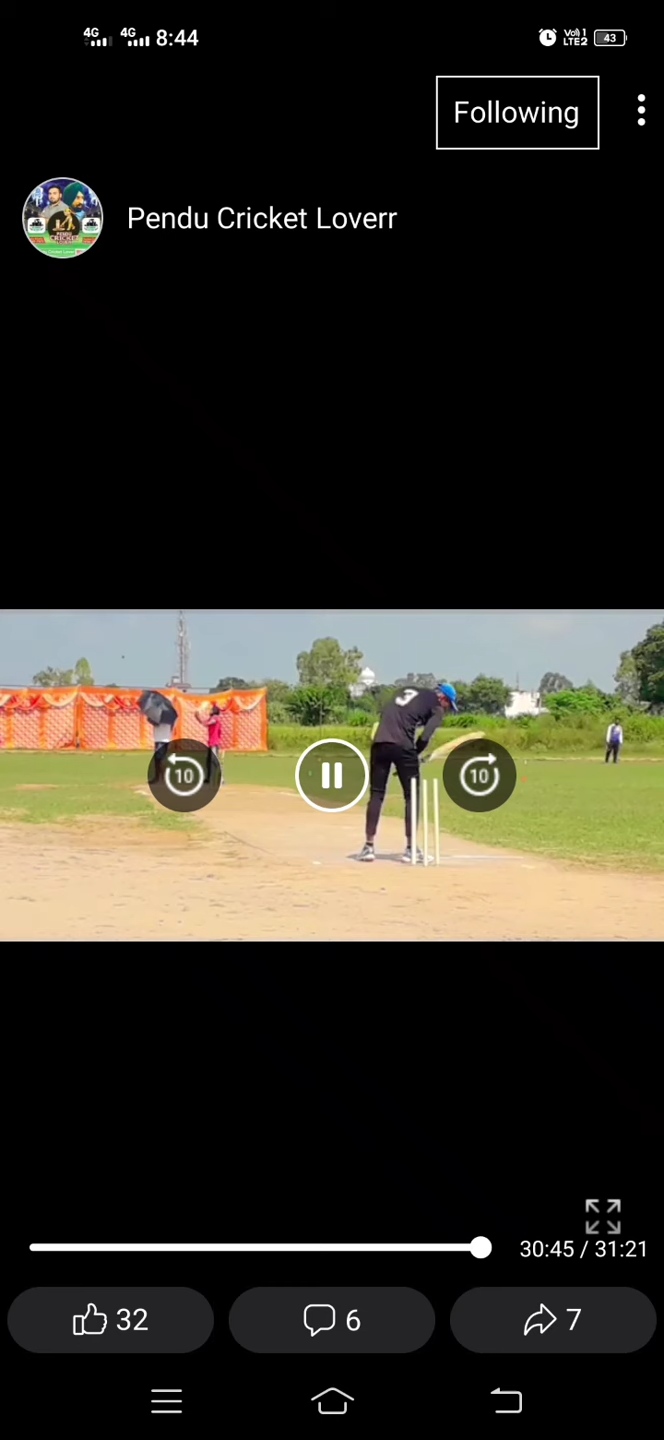 4G 4G 8:44 Vo) 1 LTE2 43
Following
Pendu Cricket Loverr
3
10 10
30:45 / 31:21
32 6 7